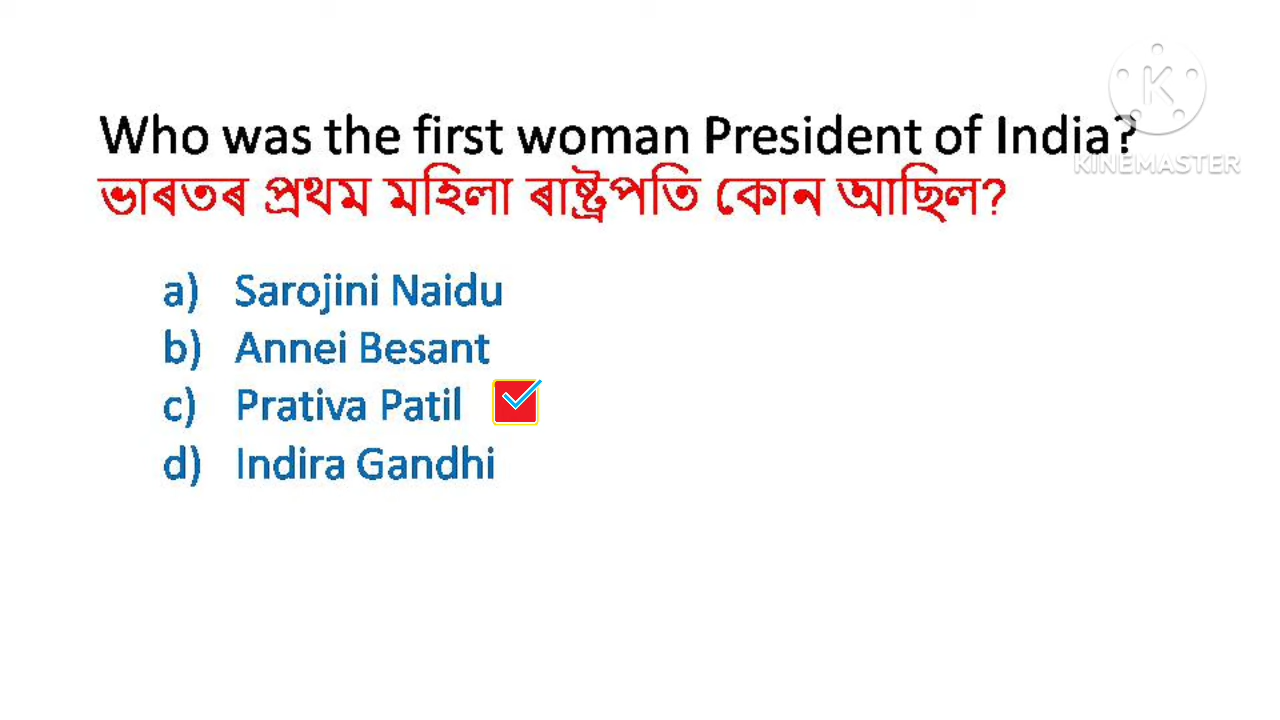 Who was the first woman President of India?
ভাৰতৰ প্ৰথম মহিলা ৰাষ্ট্ৰপতি কোন আছিল?
a) Sarojini Naidu
b) Annei Besant
c) Prativa Patil
d) Indira Gandhi
K
KINEMASTER